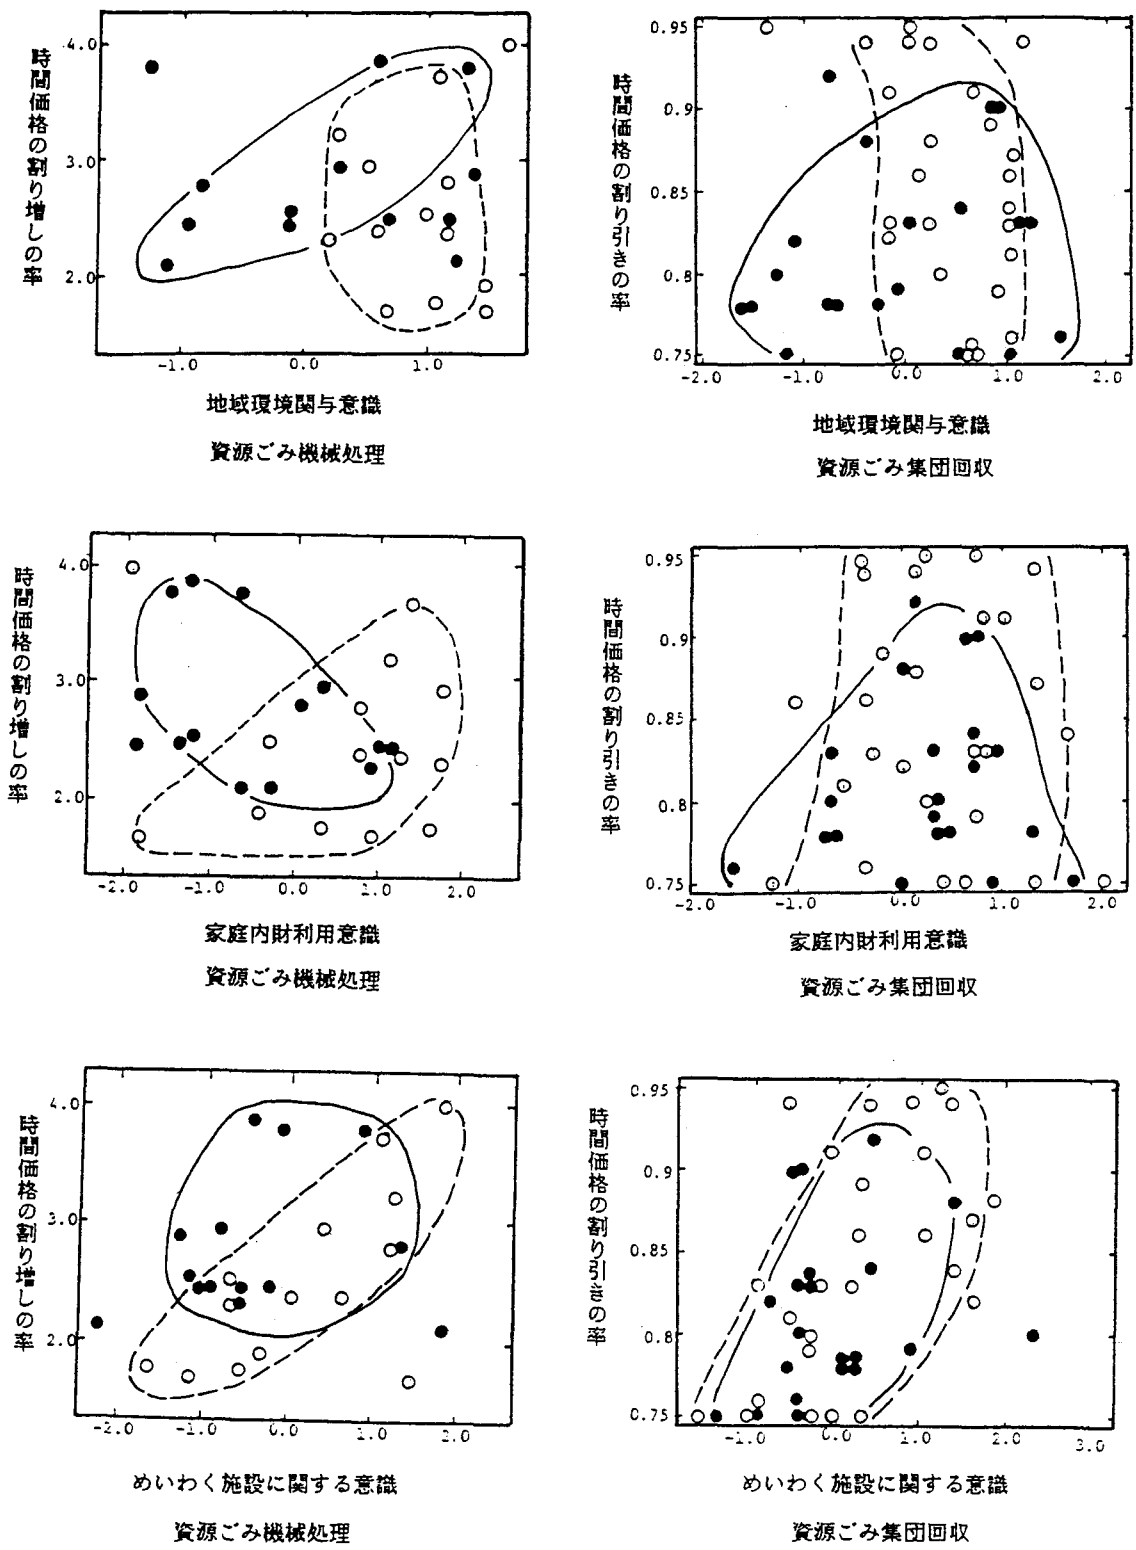 時間価格の割り増しの率
4.0
3.0
2.0
-1.0
0.0
1.0
地域環境関与意識
資源ごみ機械処理
時間価格の割り引きの率
0.95
0.9
0.85
0.8
0.75
-2.0
-1.0
0.0
1.0
2.0
地域環境関与意識
資源ごみ集団回収
時間価格の割り増しの率
4.0
3.0
2.0
-2.0
-1.0
0.0
1.0
2.0
家庭内財利用意識
資源ごみ機械処理
時間価格の割り引きの率
0.95
0.9
0.85
0.8
0.75
-2.0
-1.0
0.0
1.0
2.0
家庭内財利用意識
資源ごみ集団回収
時間価格の割り増しの率
4.0
3.0
2.0
-2.0
-1.0
0.0
1.0
2.0
めいわく施設に関する意識
資源ごみ機械処理
時間価格の割り引きの率
0.95
0.9
0.85
0.8
0.75
-1.0
0.0
1.0
2.0
3.0
めいわく施設に関する意識
資源ごみ集団回収